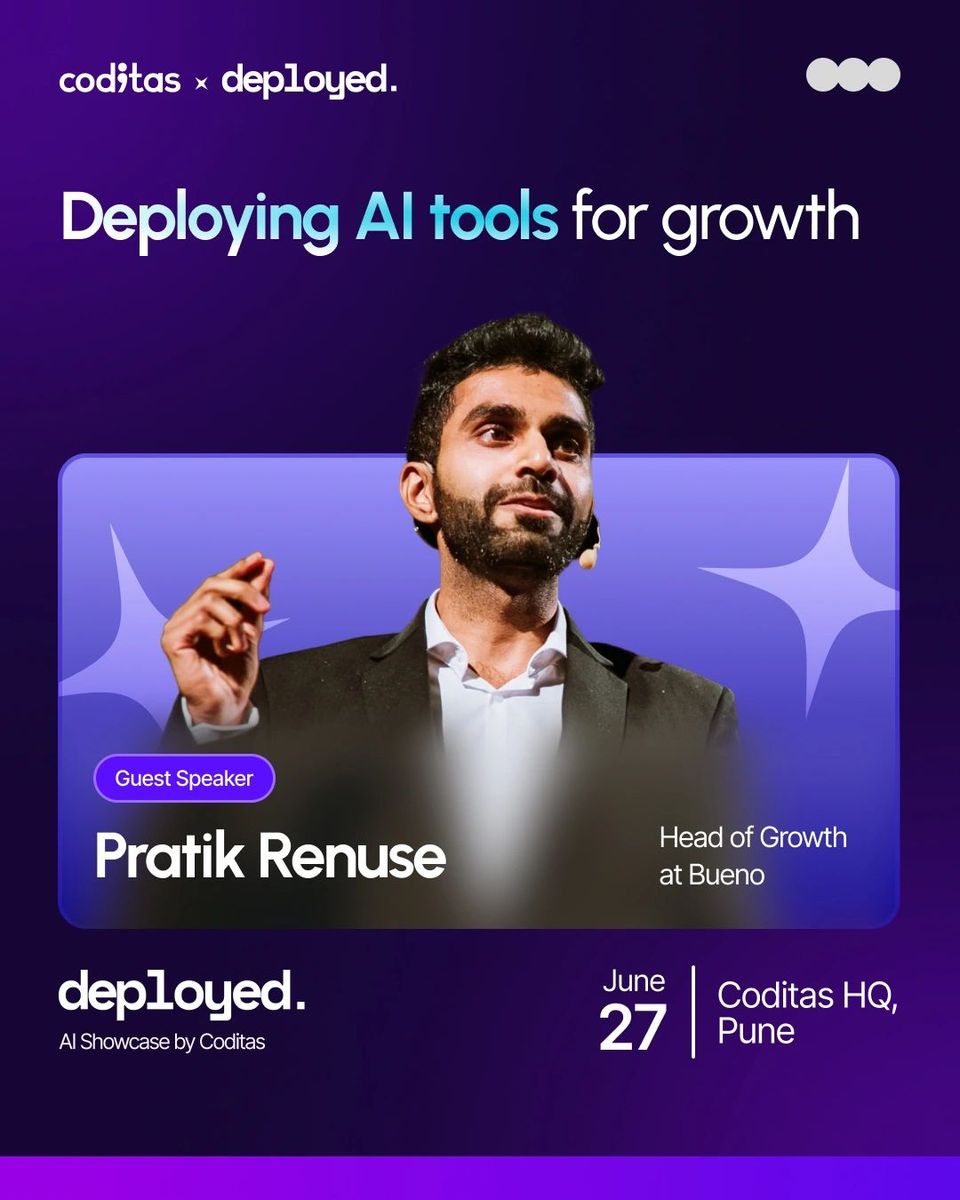 coditas × deployed.
Deploying AI tools for growth
Guest Speaker
Pratik Renuse
Head of Growth
at Bueno
deployed.
AI Showcase by Coditas
June
27
Coditas HQ,
Pune